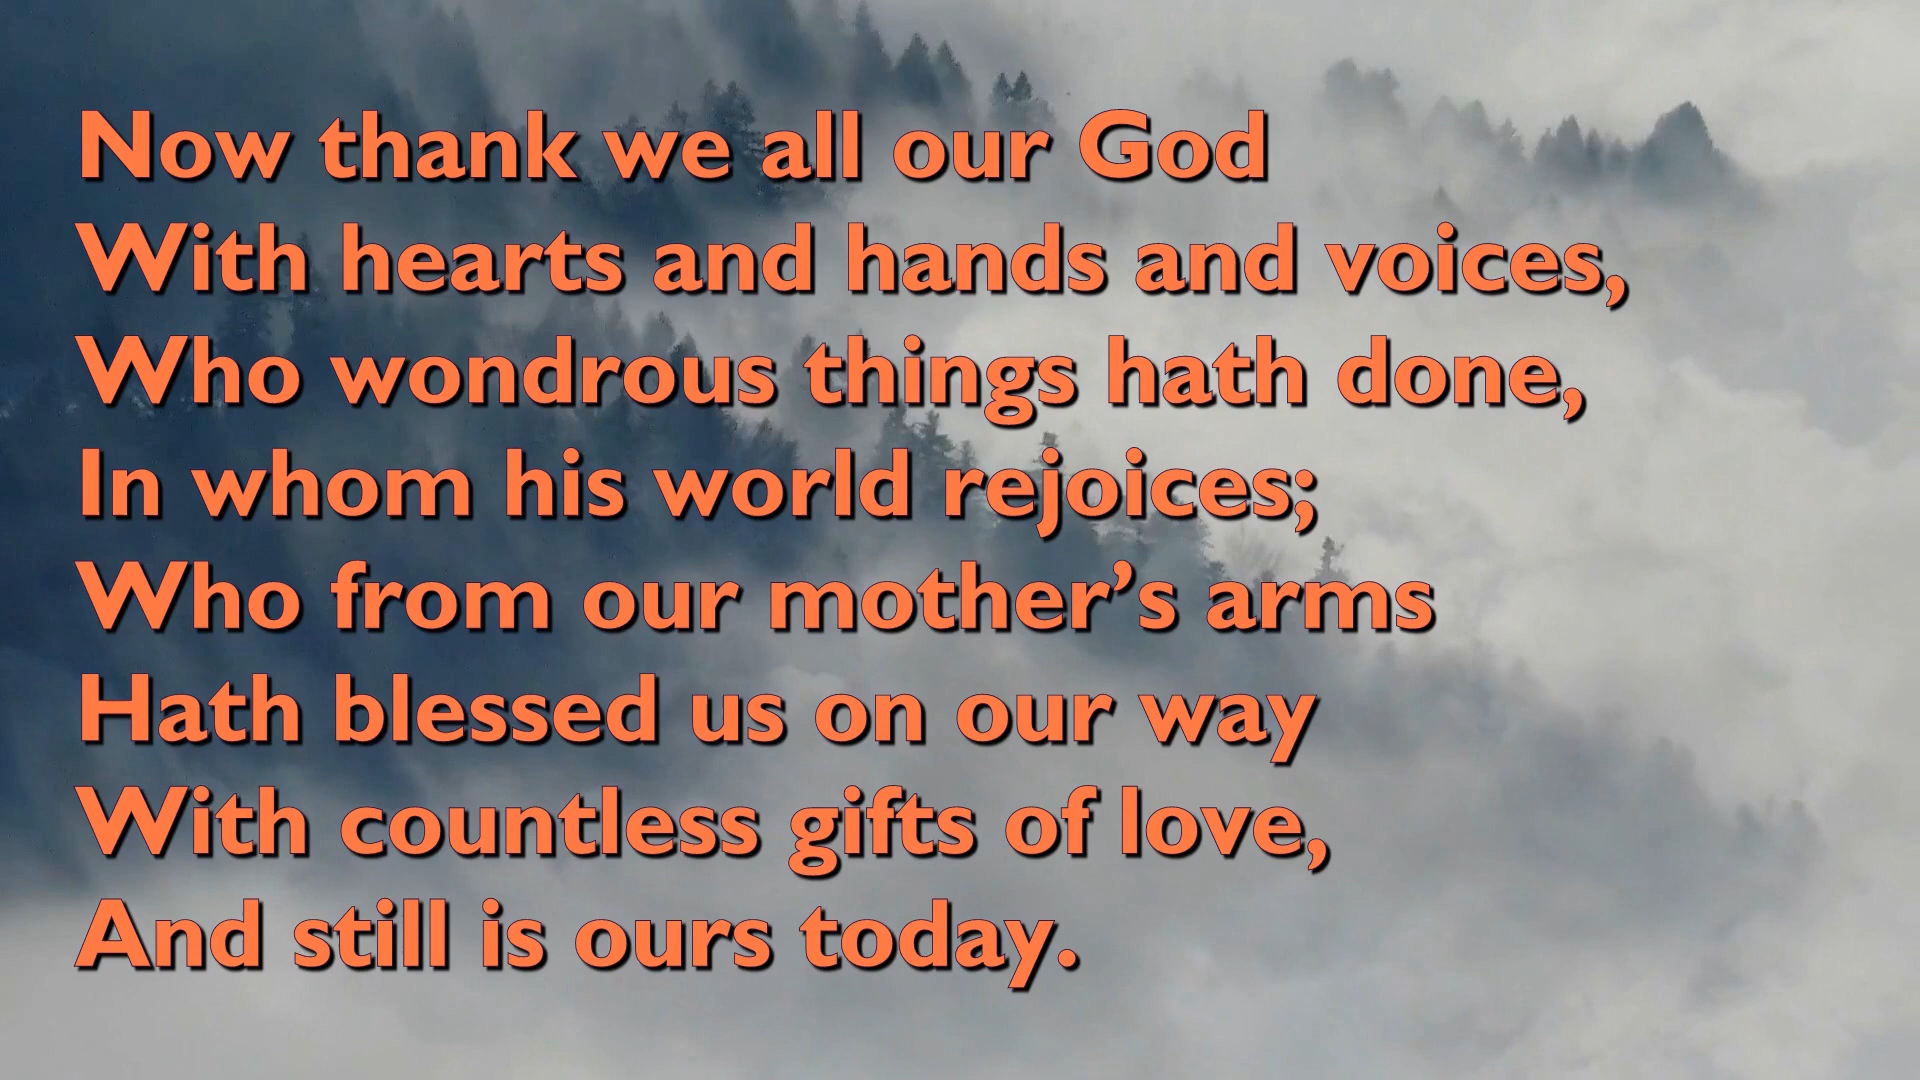 Now thank we all our God
With hearts and hands and voices,
Who wondrous things hath done,
In whom his world rejoices;
Who from our mother’s arms
Hath blessed us on our way
With countless gifts of love,
And still is ours today.